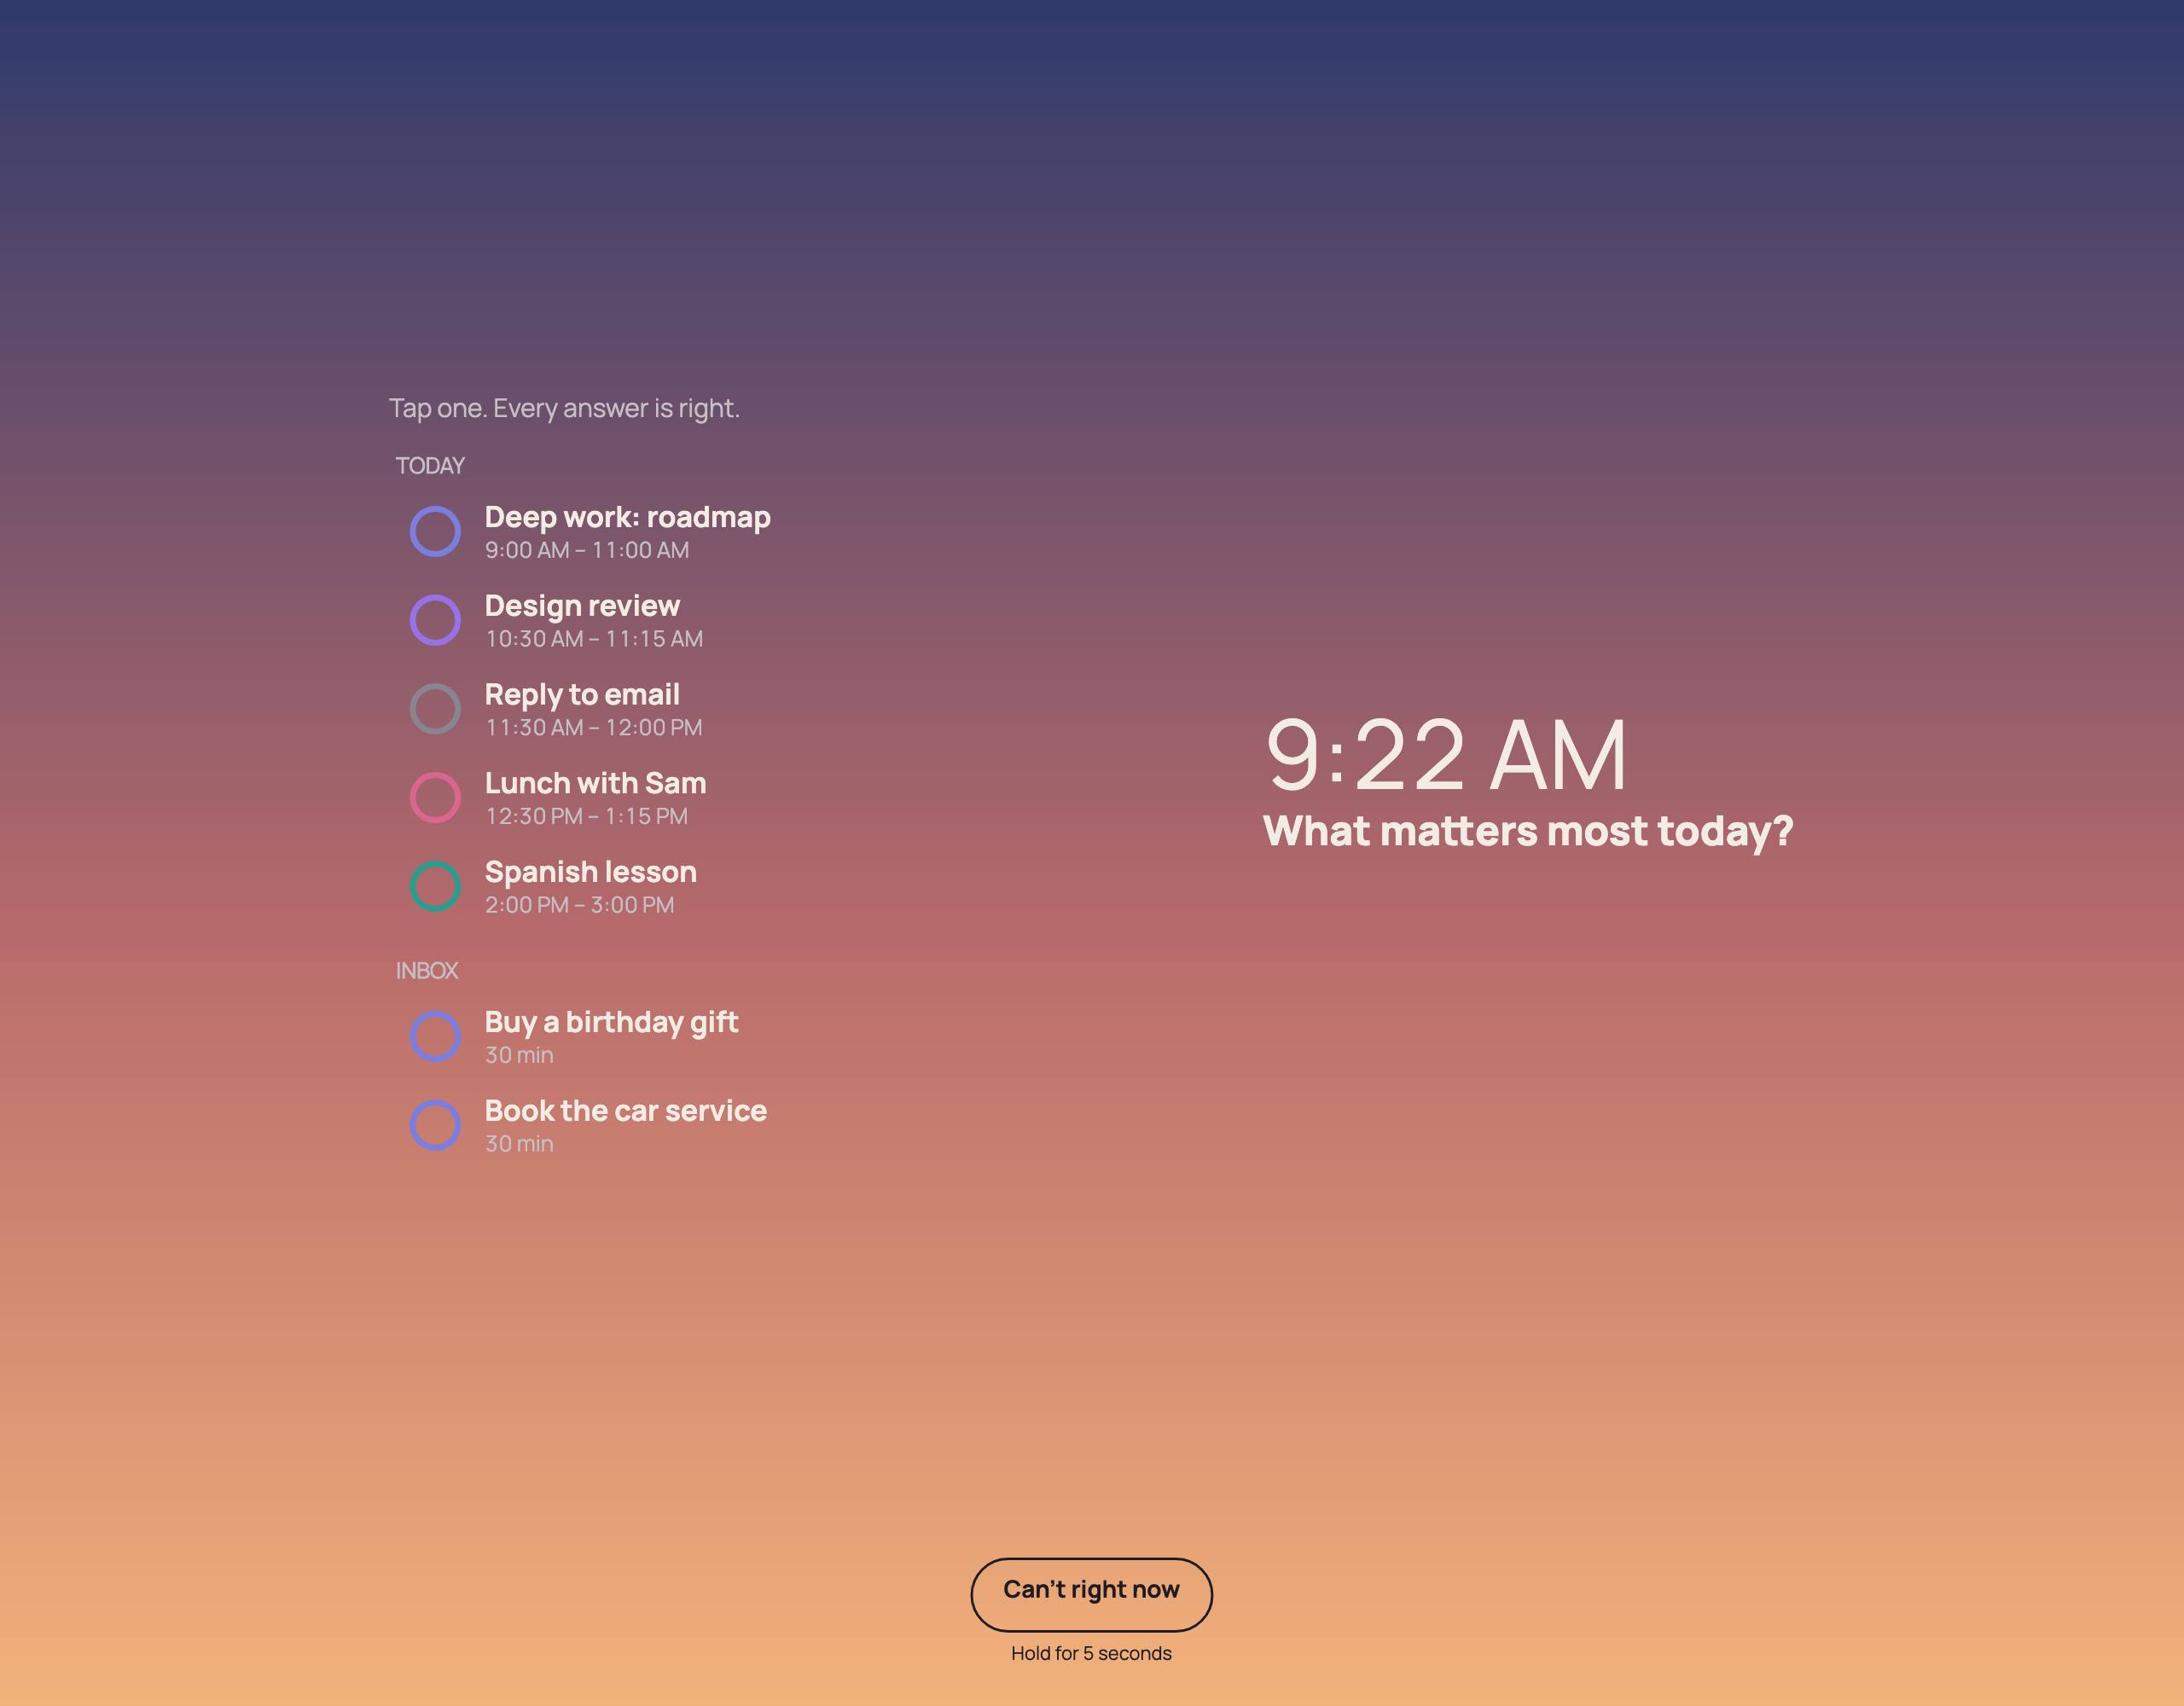 Tap one. Every answer is right.
TODAY
Deep work: roadmap
9:00 AM – 11:00 AM
Design review
10:30 AM – 11:15 AM
Reply to email
11:30 AM – 12:00 PM
Lunch with Sam
12:30 PM – 1:15 PM
Spanish lesson
2:00 PM – 3:00 PM
INBOX
Buy a birthday gift
30 min
Book the car service
30 min
9:22 AM
What matters most today?
Can’t right now
Hold for 5 seconds